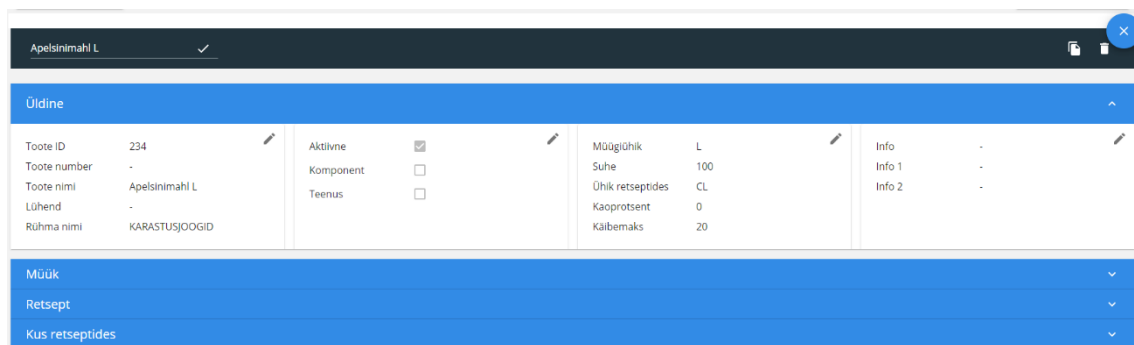 Apelsinimahl L
Üldine
Toote ID 234
Toote number -
Toote nimi Apelsinimahl L
Lühend -
Rühma nimi KARASTUSJOOGID
Aktiivne
Komponent
Teenus
Müügiühik L
Suhe 100
Ühik retseptides CL
Kaoprotsent 0
Käibemaks 20
Info -
Info 1 -
Info 2 -
Müük
Retsept
Kus retseptides